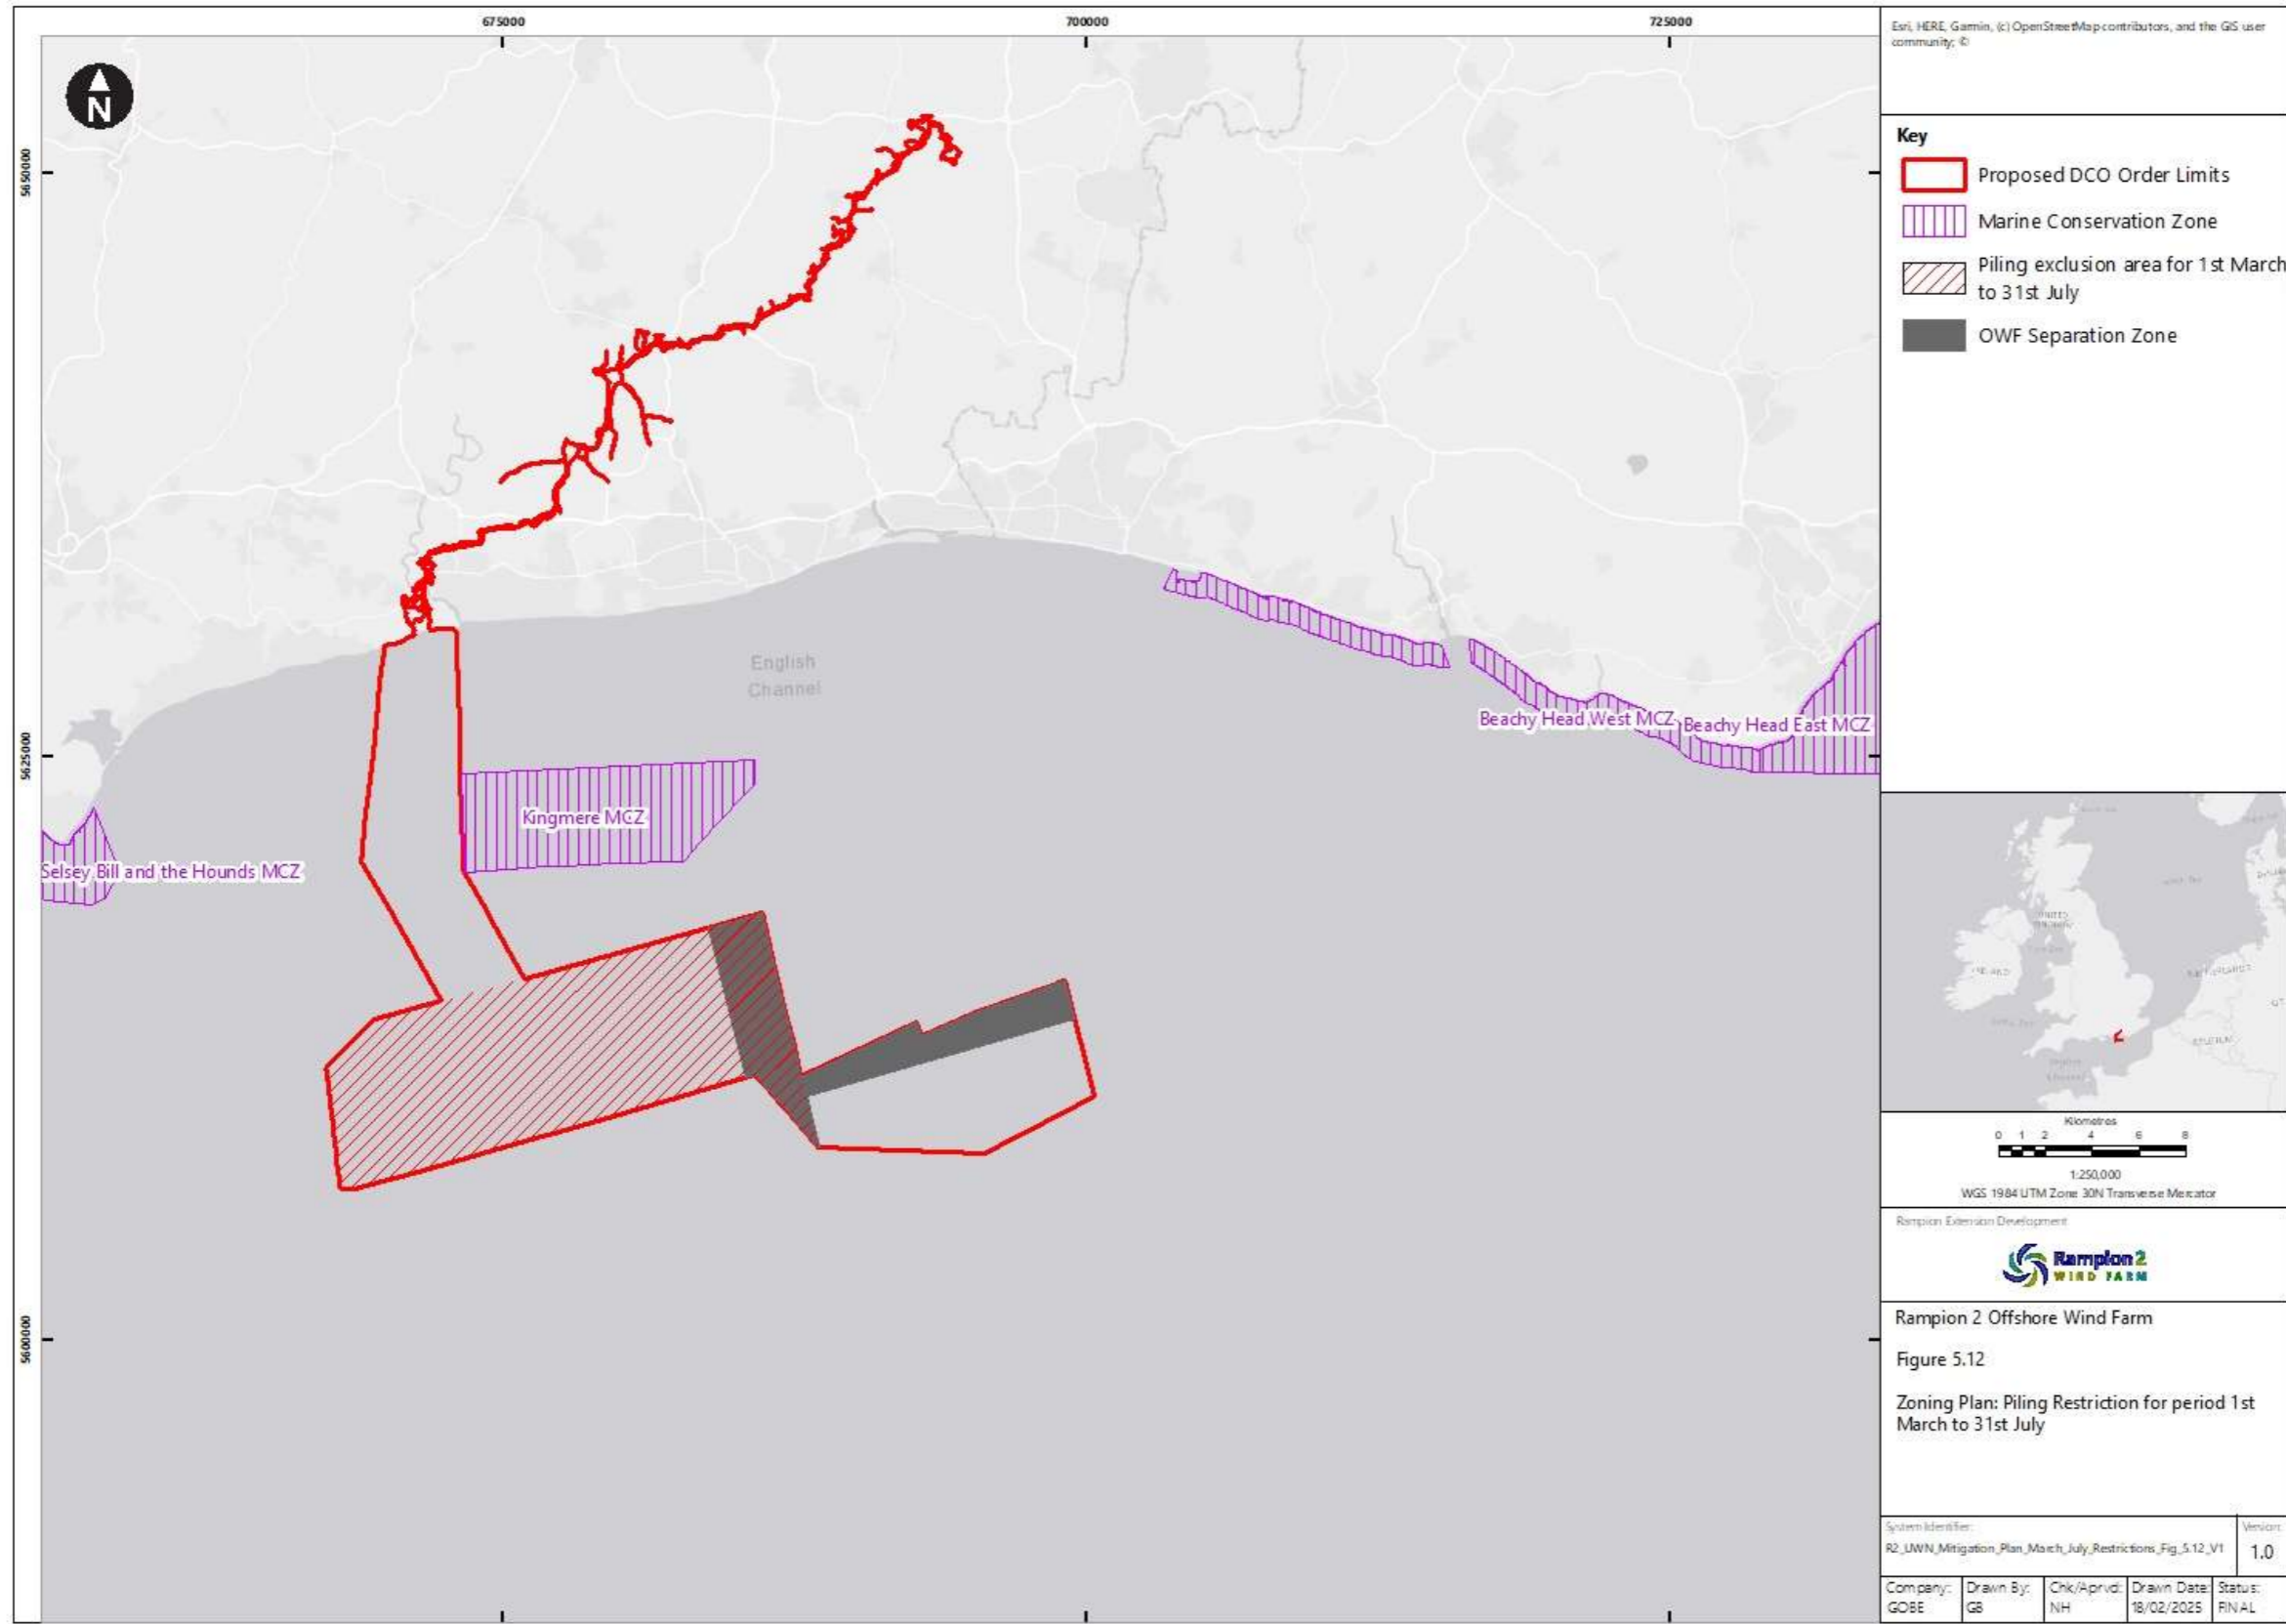 675000
700000
725000
5650000
5625000
5600000
N
English
Channel
Kingmere MCZ
Selsey Bill and the Hounds MCZ
Beachy Head West MCZ
Beachy Head East MCZ
Esri, HERE, Garmin, (c) OpenStreetMap contributors, and the GIS user
community; ©
Key
Proposed DCO Order Limits
Marine Conservation Zone
Piling exclusion area for 1st March
to 31st July
OWF Separation Zone
UNITED
IRELAND
Kilometres
0 1 2 4 6 8
1:250,000
WGS 1984 UTM Zone 30N Transverse Mercator
Rampion Extension Development
Rampion 2
WIND FARM
Rampion 2 Offshore Wind Farm
Figure 5.12
Zoning Plan: Piling Restriction for period 1st
March to 31st July
System Identifier:
R2_UWN_Mitigation_Plan_March_July_Restrictions_Fig_5.12_V1
Version:
1.0
Company:
GOBE
Drawn By:
GB
Chk/Aprvd:
NH
Drawn Date:
18/02/2025
Status:
FINAL